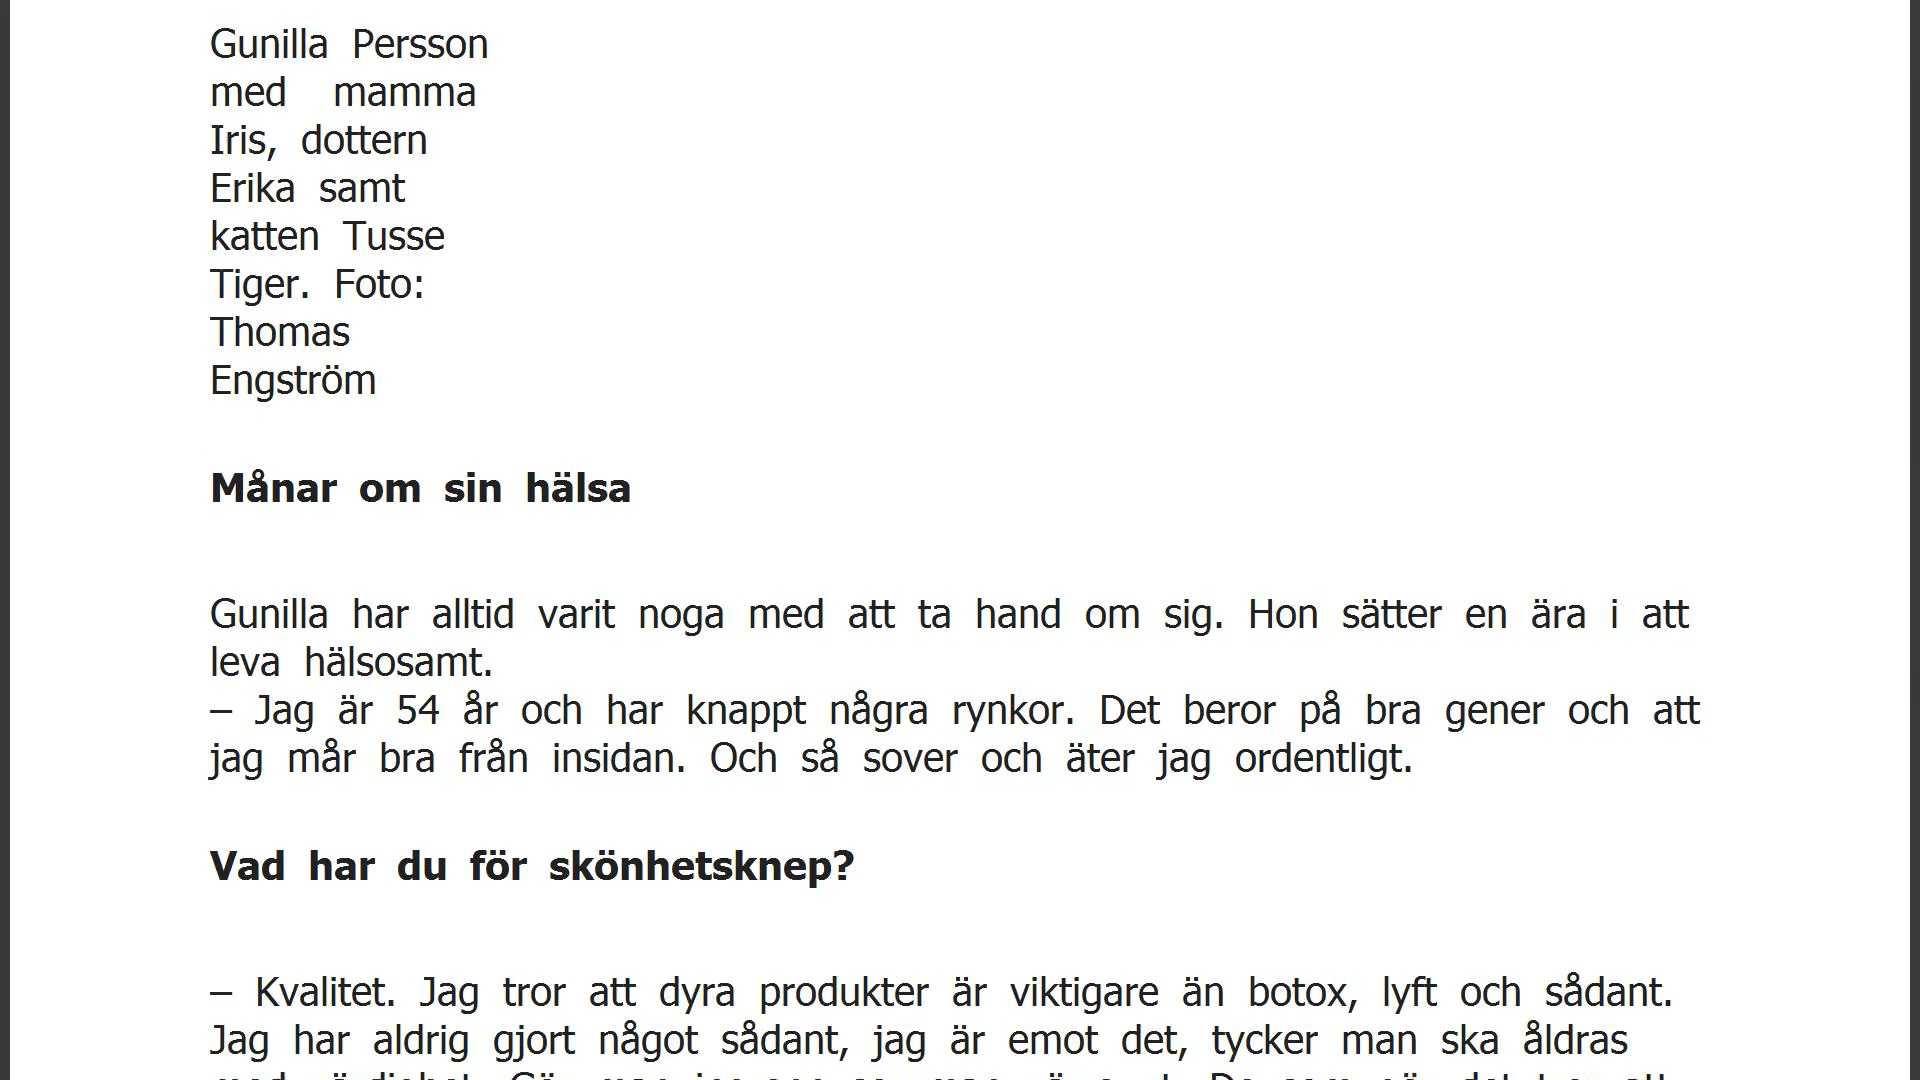 Gunilla Persson
med mamma
Iris, dottern
Erika samt
katten Tusse
Tiger. Foto:
Thomas
Engström
Månar om sin hälsa
Gunilla har alltid varit noga med att ta hand om sig. Hon sätter en ära i att
leva hälsosamt.
– Jag är 54 år och har knappt några rynkor. Det beror på bra gener och att
jag mår bra från insidan. Och så sover och äter jag ordentligt.
Vad har du för skönhetsknep?
– Kvalitet. Jag tror att dyra produkter är viktigare än botox, lyft och sådant.
Jag har aldrig gjort något sådant, jag är emot det, tycker man ska åldras